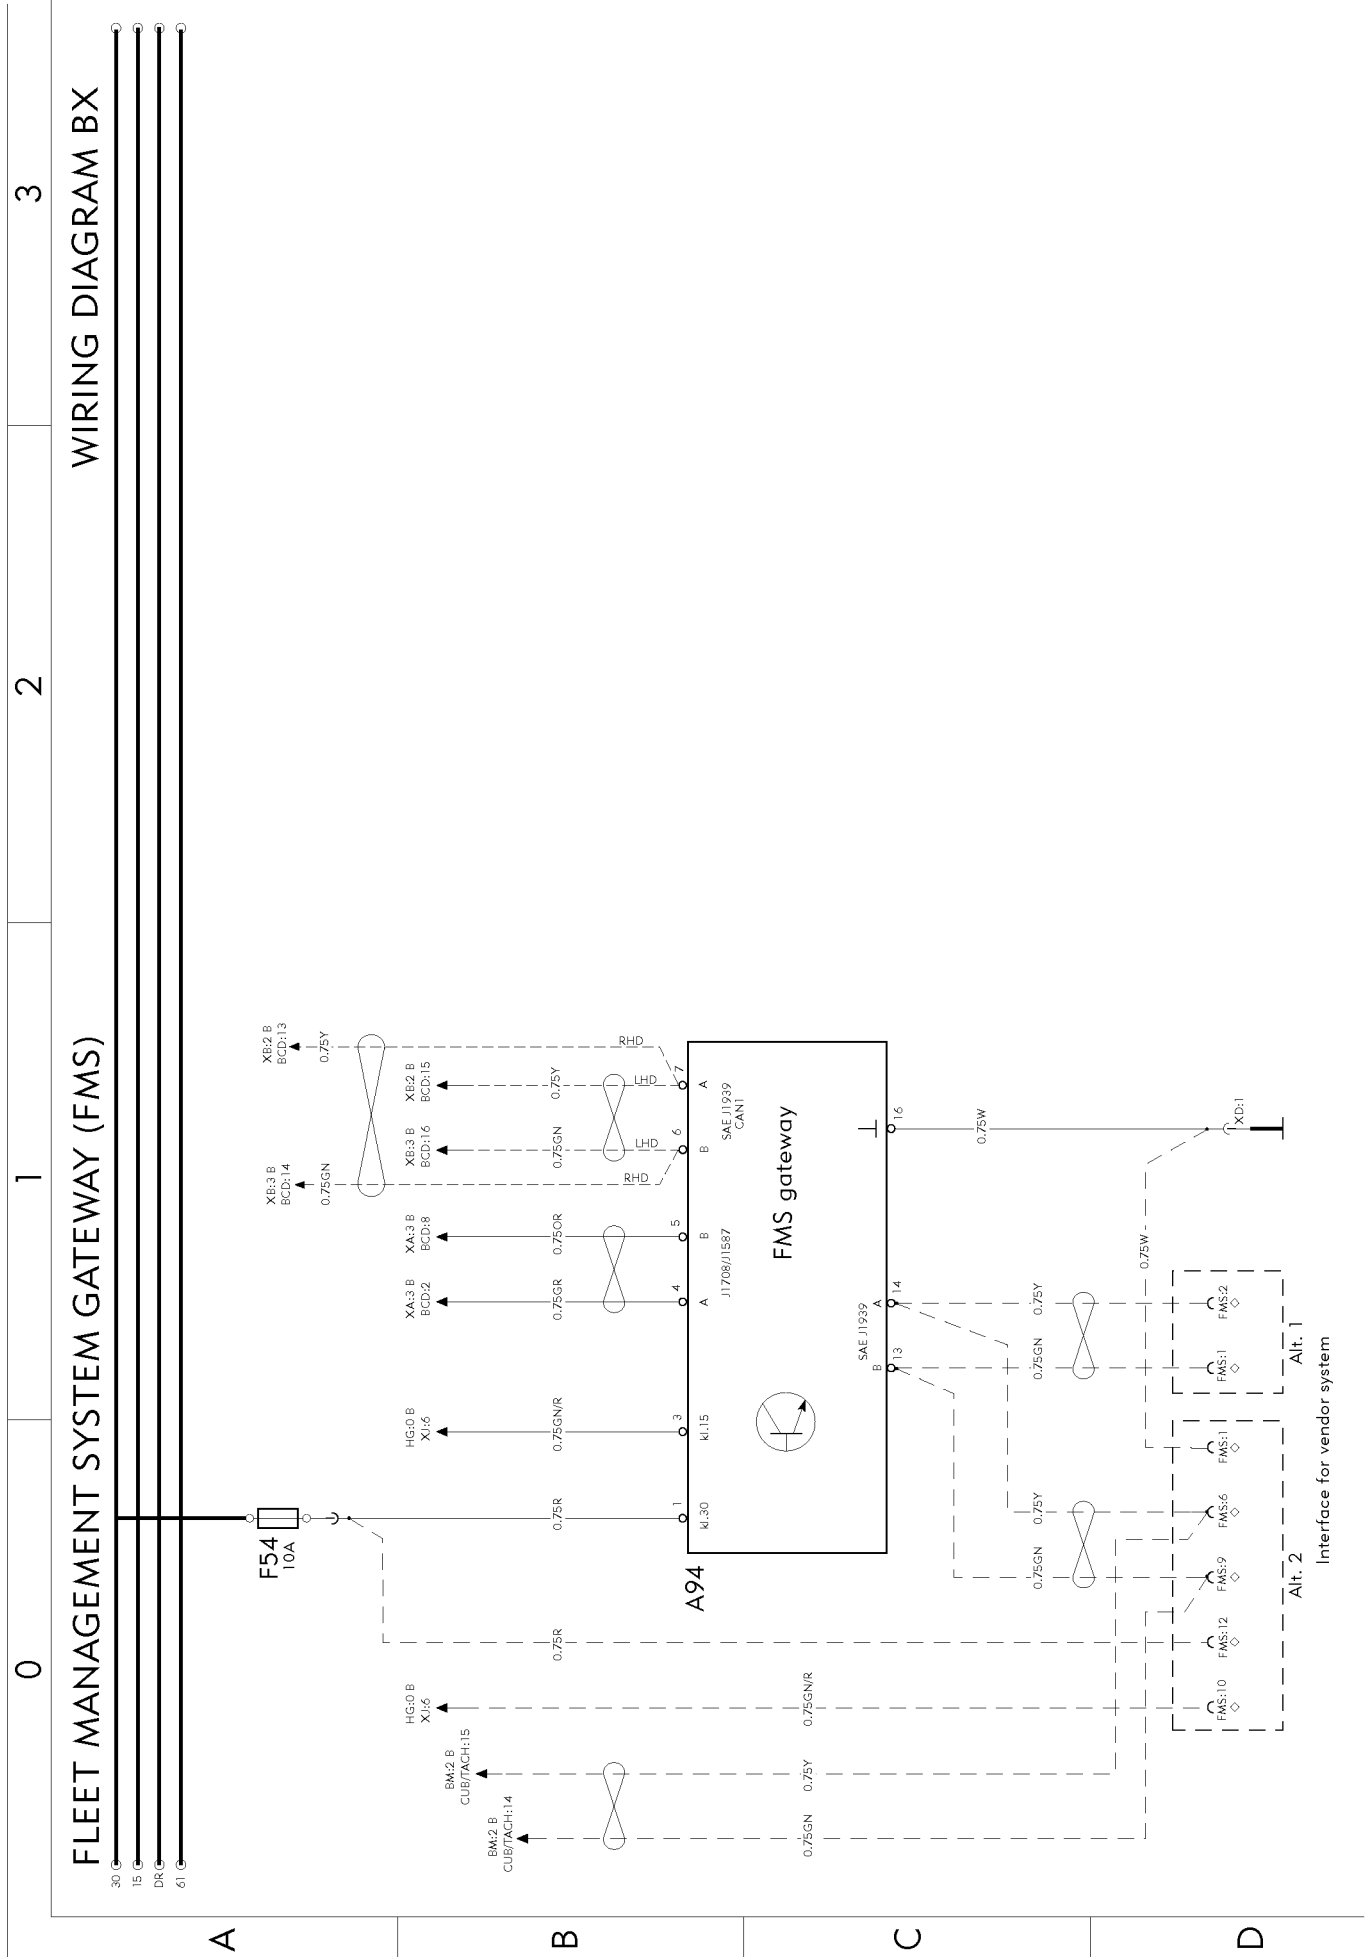 FLEET MANAGEMENT SYSTEM GATEWAY (FMS)
WIRING DIAGRAM BX
0
1
2
3
A
B
C
D
30
15
DR
61
F54
10A
HG:0 B
XJ:6
HG:0 B
XJ:6
XA:3 B
BCD:2
XA:3 B
BCD:8
XB:3 B
BCD:14
XB:3 B
BCD:16
XB:2 B
BCD:15
XB:2 B
BCD:13
0.75GN
0.75Y
BM:2 B
CUB/TACH:14
BM:2 B
CUB/TACH:15
0.75R
0.75R
0.75GN/R
0.75GR
0.75OR
0.75GN
0.75Y
RHD
LHD
LHD
RHD
1
3
4
5
6
7
kl.30
kl.15
A
B
B
A
J1708/J1587
SAE J1939
CAN1
A94
FMS gateway
SAE J1939
B
A
13
14
16
0.75GN
0.75Y
0.75GN/R
0.75W
0.75GN
0.75Y
0.75GN
0.75Y
0.75W
FMS:10
FMS:12
FMS:9
FMS:6
FMS:1
FMS:1
FMS:2
XD:1
Alt. 2
Alt. 1
Interface for vendor system